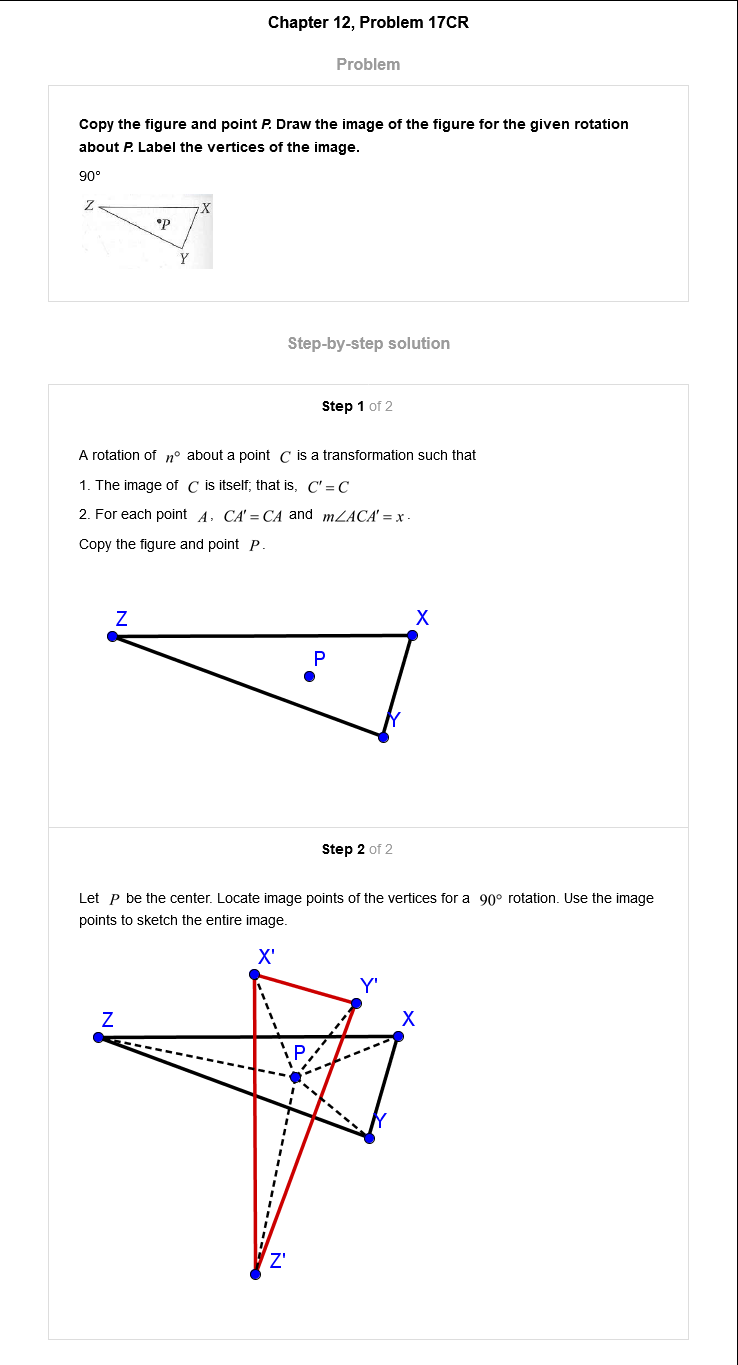 Chapter 12, Problem 17CR
Problem
Copy the figure and point P. Draw the image of the figure for the given rotation
about P. Label the vertices of the image.
90°
Z
X
P
Y
Step-by-step solution
Step 1 of 2
A rotation of n° about a point C is a transformation such that
1. The image of C is itself; that is, C′ = C
2. For each point A, CA′ = CA and m∠ACA′ = x.
Copy the figure and point P.
Z
X
P
Y
Step 2 of 2
Let P be the center. Locate image points of the vertices for a 90° rotation. Use the image
points to sketch the entire image.
X'
Y'
Z
X
P
Y
Z'